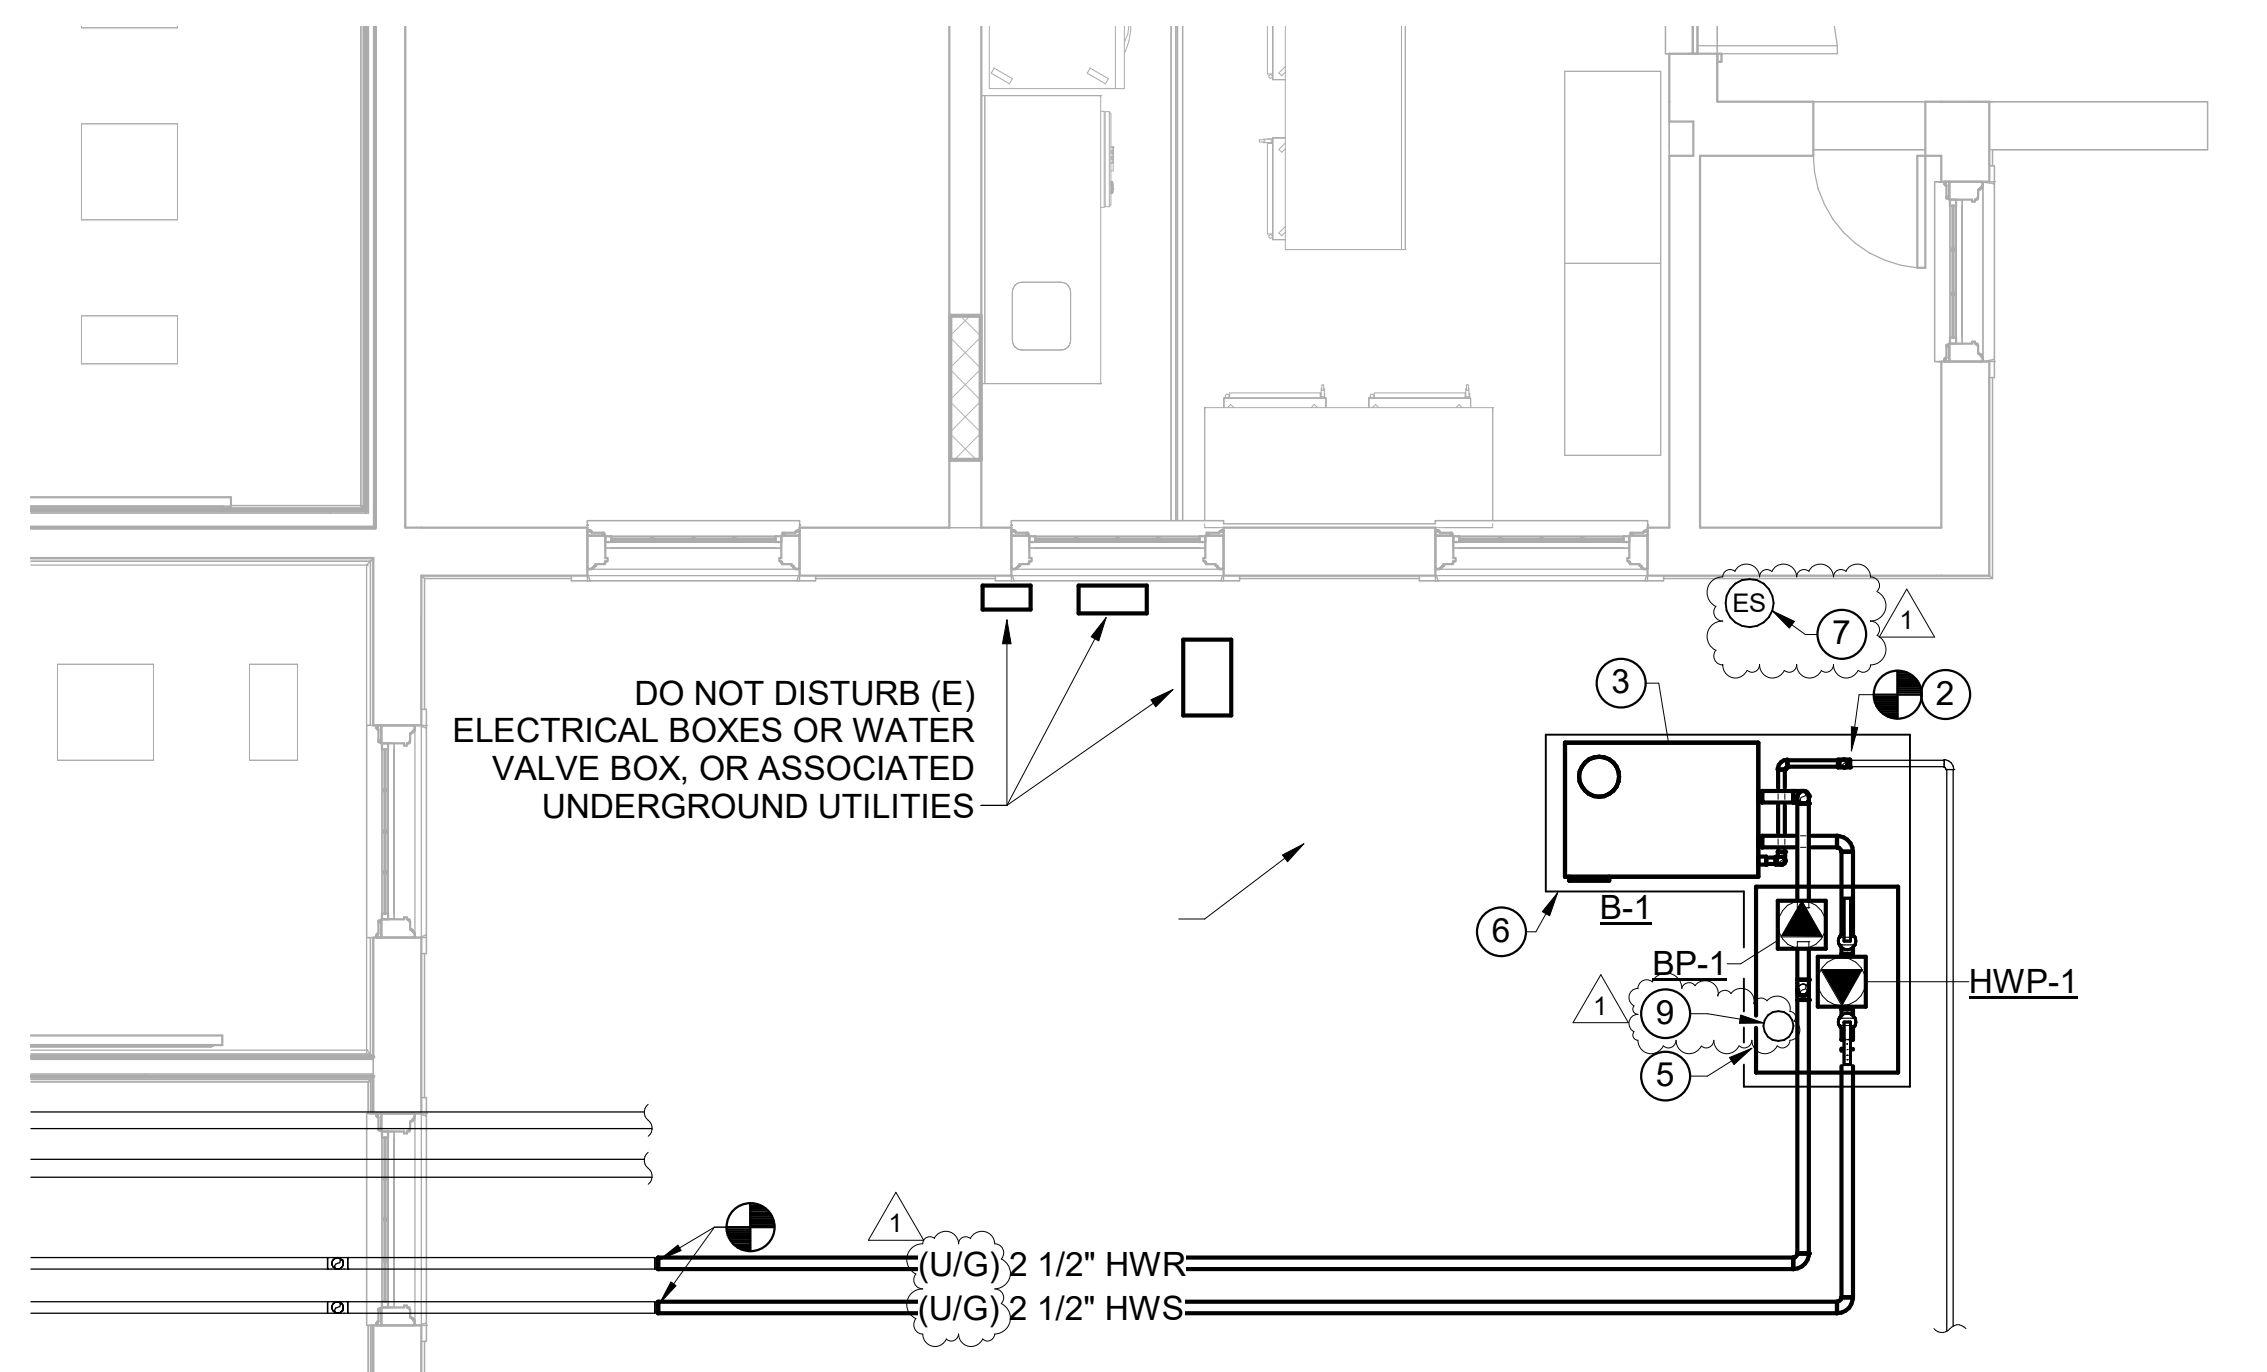 ES
7
1
3
2
DO NOT DISTURB (E)
ELECTRICAL BOXES OR WATER
VALVE BOX, OR ASSOCIATED
UNDERGROUND UTILITIES
B-1
6
BP-1
HWP-1
1
9
5
1
(U/G) 2 1/2" HWR
(U/G) 2 1/2" HWS